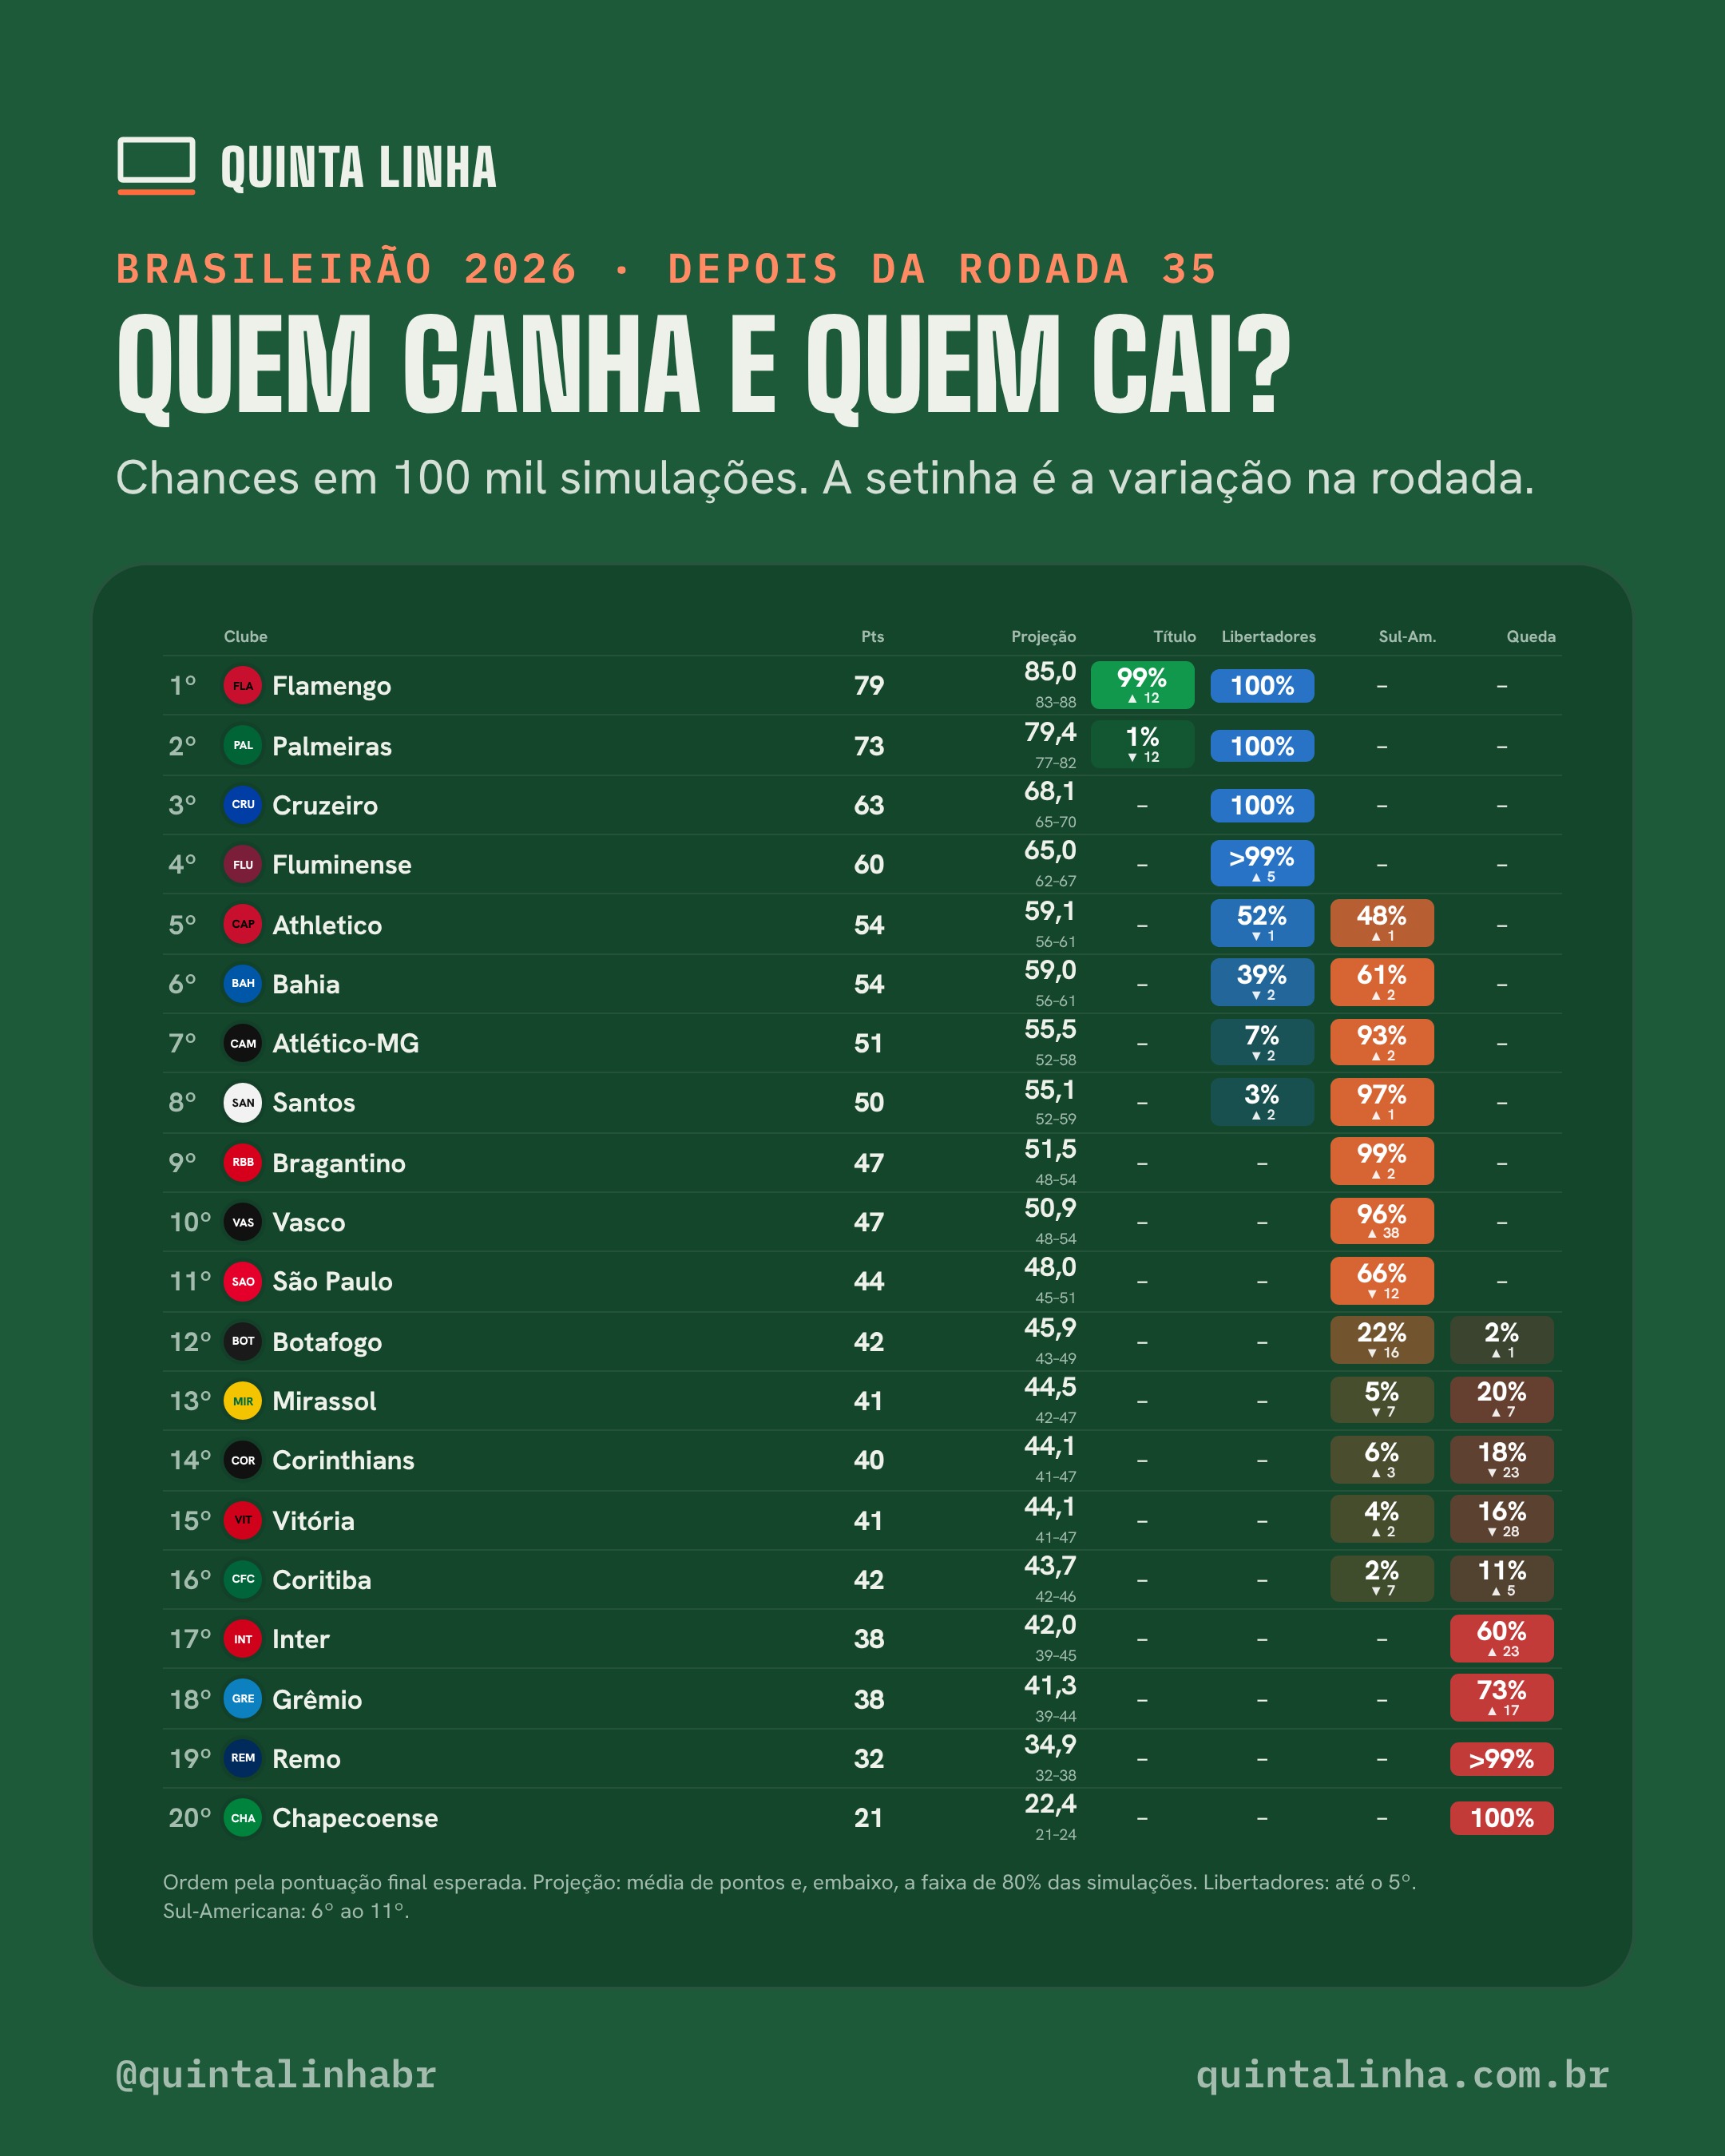 QUINTA LINHA
BRASILEIRÃO 2026 · DEPOIS DA RODADA 35
QUEM GANHA E QUEM CAI?
Chances em 100 mil simulações. A setinha é a variação na rodada.
Clube Pts Projeção Título Libertadores Sul-Am. Queda
1º FLA Flamengo 79 85,0 83-88 99% ▲ 12 100% – –
2º PAL Palmeiras 73 79,4 77-82 1% ▼ 12 100% – –
3º CRU Cruzeiro 63 68,1 65-70 – 100% – –
4º FLU Fluminense 60 65,0 62-67 – >99% ▲ 5 – –
5º CAP Athletico 54 59,1 56-61 – 52% ▼ 1 48% ▲ 1 –
6º BAH Bahia 54 59,0 56-61 – 39% ▼ 2 61% ▲ 2 –
7º CAM Atlético-MG 51 55,5 52-58 – 7% ▼ 2 93% ▲ 2 –
8º SAN Santos 50 55,1 52-59 – 3% ▲ 2 97% ▲ 1 –
9º RBB Bragantino 47 51,5 48-54 – – 99% ▲ 2 –
10º VAS Vasco 47 50,9 48-54 – – 96% ▲ 38 –
11º SAO São Paulo 44 48,0 45-51 – – 66% ▼ 12 –
12º BOT Botafogo 42 45,9 43-49 – – 22% ▼ 16 2% ▲ 1
13º MIR Mirassol 41 44,5 42-47 – – 5% ▼ 7 20% ▲ 7
14º COR Corinthians 40 44,1 41-47 – – 6% ▲ 3 18% ▼ 23
15º VIT Vitória 41 44,1 41-47 – – 4% ▲ 2 16% ▼ 28
16º CFC Coritiba 42 43,7 42-46 – – 2% ▼ 7 11% ▲ 5
17º INT Inter 38 42,0 39-45 – – – 60% ▲ 23
18º GRE Grêmio 38 41,3 39-44 – – – 73% ▲ 17
19º REM Remo 32 34,9 32-38 – – – >99%
20º CHA Chapecoense 21 22,4 21-24 – – – 100%
Ordem pela pontuação final esperada. Projeção: média de pontos e, embaixo, a faixa de 80% das simulações. Libertadores: até o 5º.
Sul-Americana: 6º ao 11º.
@quintalinhabr quintalinha.com.br